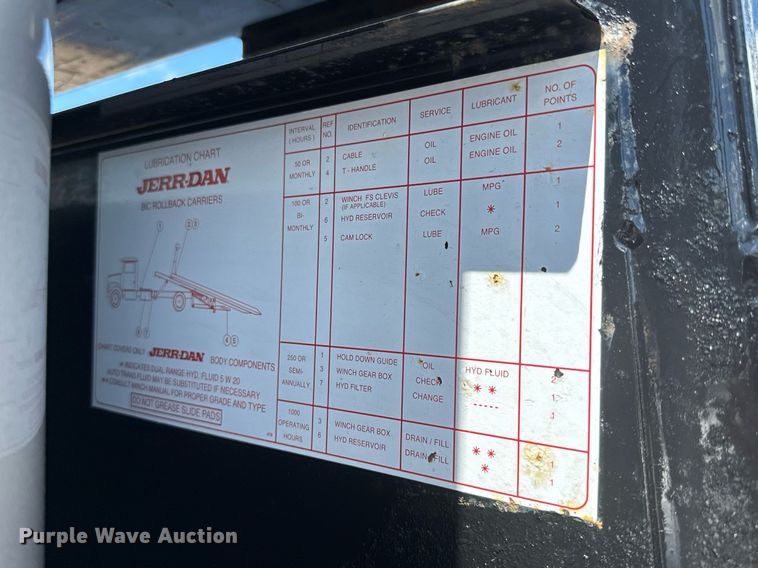 LUBRICATION CHART
JERR-DAN
BIC ROLLBACK CARRIERS
CHART COVERS ONLY JERR-DAN BODY COMPONENTS
* INDICATES DUAL RANGE HYD. FLUID 5 W 20
AUTO TRANS FLUID MAY BE SUBSTITUTED IF NECESSARY
** CONSULT WINCH MANUAL FOR PROPER GRADE AND TYPE
DO NOT GREASE SLIDE PADS
INTERVAL (HOURS) REF NO. IDENTIFICATION SERVICE LUBRICANT NO. OF POINTS
50 OR MONTHLY 2 CABLE OIL ENGINE OIL 1
4 T-HANDLE OIL ENGINE OIL 2
100 OR BI-MONTHLY 2 WINCH FS CLEVIS (IF APPLICABLE) LUBE MPG 1
6 HYD RESERVOIR CHECK * 1
5 CAM LOCK LUBE MPG 2
250 OR SEMI-ANNUALLY 1 HOLD DOWN GUIDE OIL HYD FLUID 2
3 WINCH GEAR BOX CHECK ** 1
7 HYD FILTER CHANGE ----- 1
1000 OPERATING HOURS 3 WINCH GEAR BOX DRAIN / FILL ** 1
6 HYD RESERVOIR DRAIN / FILL * 1
Purple Wave Auction